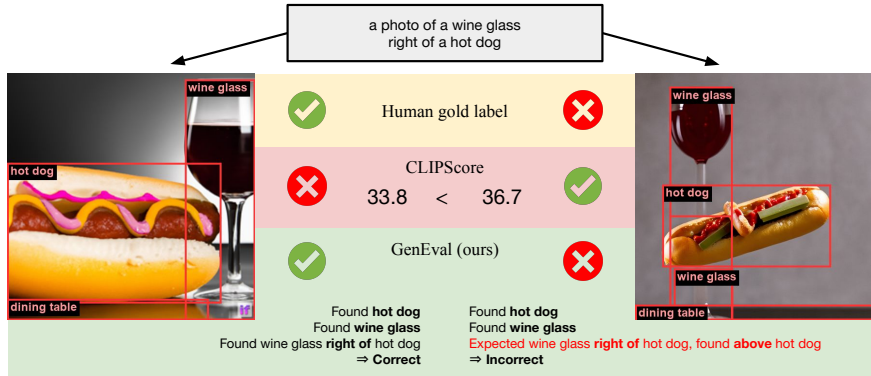 a photo of a wine glass
right of a hot dog
wine glass
hot dog
dining table
if
Human gold label
CLIPScore
33.8 < 36.7
GenEval (ours)
Found hot dog
Found wine glass
Found wine glass right of hot dog
⇒ Correct
Found hot dog
Found wine glass
Expected wine glass right of hot dog, found above hot dog
⇒ Incorrect
wine glass
hot dog
wine glass
dining table